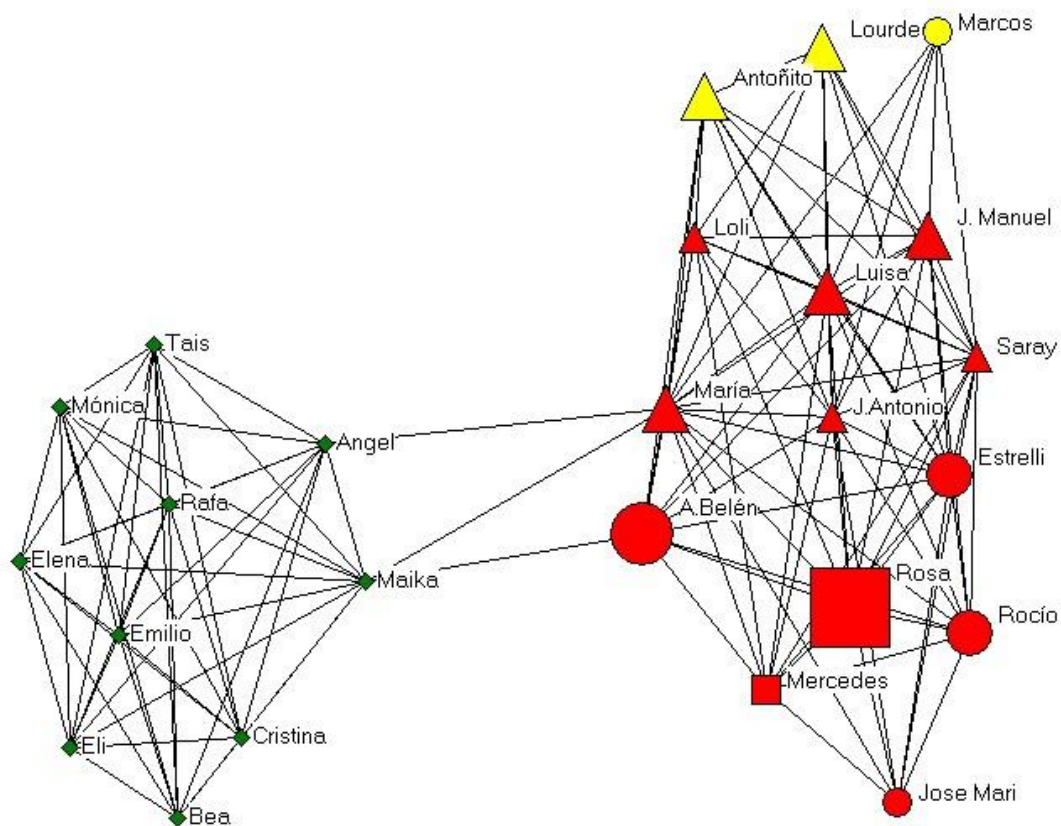 Lourde
Marcos
Antoñito
J. Manuel
Loli
Luisa
Saray
Tais
María
J.Antonio
Mónica
Angel
Estrelli
Rafa
A.Belén
Elena
Maika
Rosa
Rocío
Emilio
Mercedes
Cristina
Eli
Jose Mari
Bea